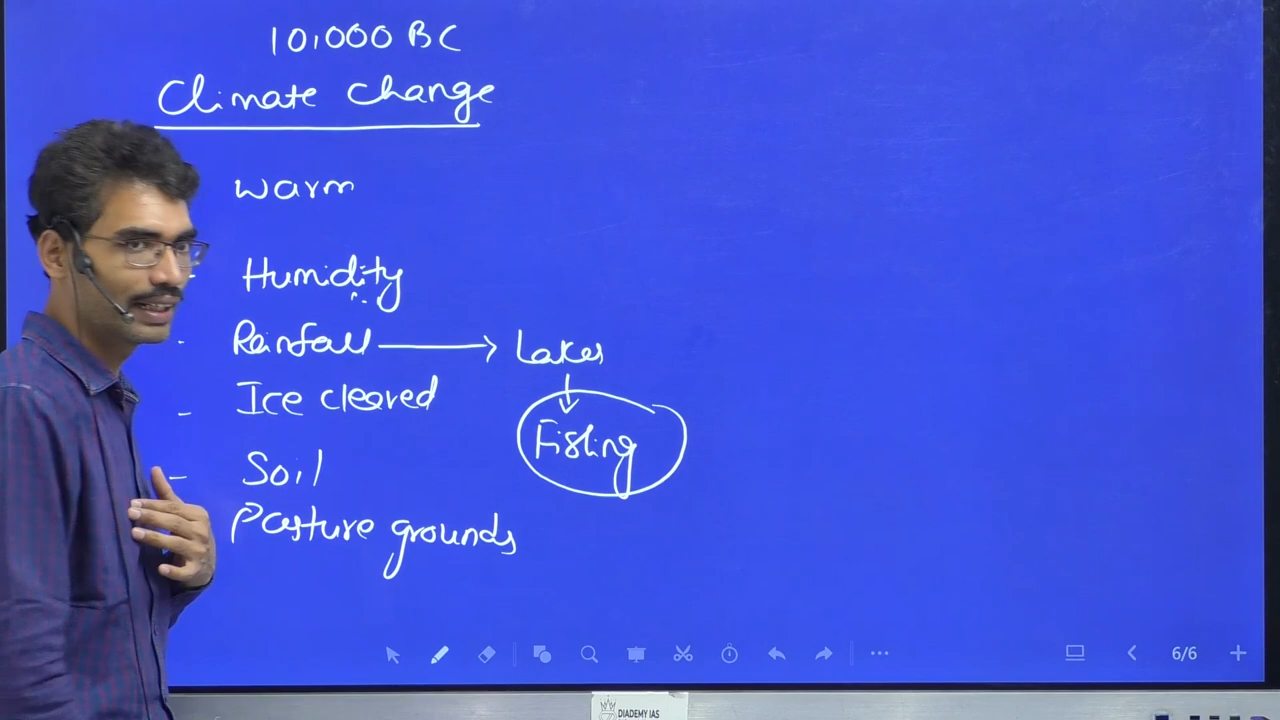 10,000 BC
Climate change
warm
Humidity
Rainfall → Lakes
Ice cleared
Fishing
- Soil
Pasture grounds
6/6
DIADEMY IAS